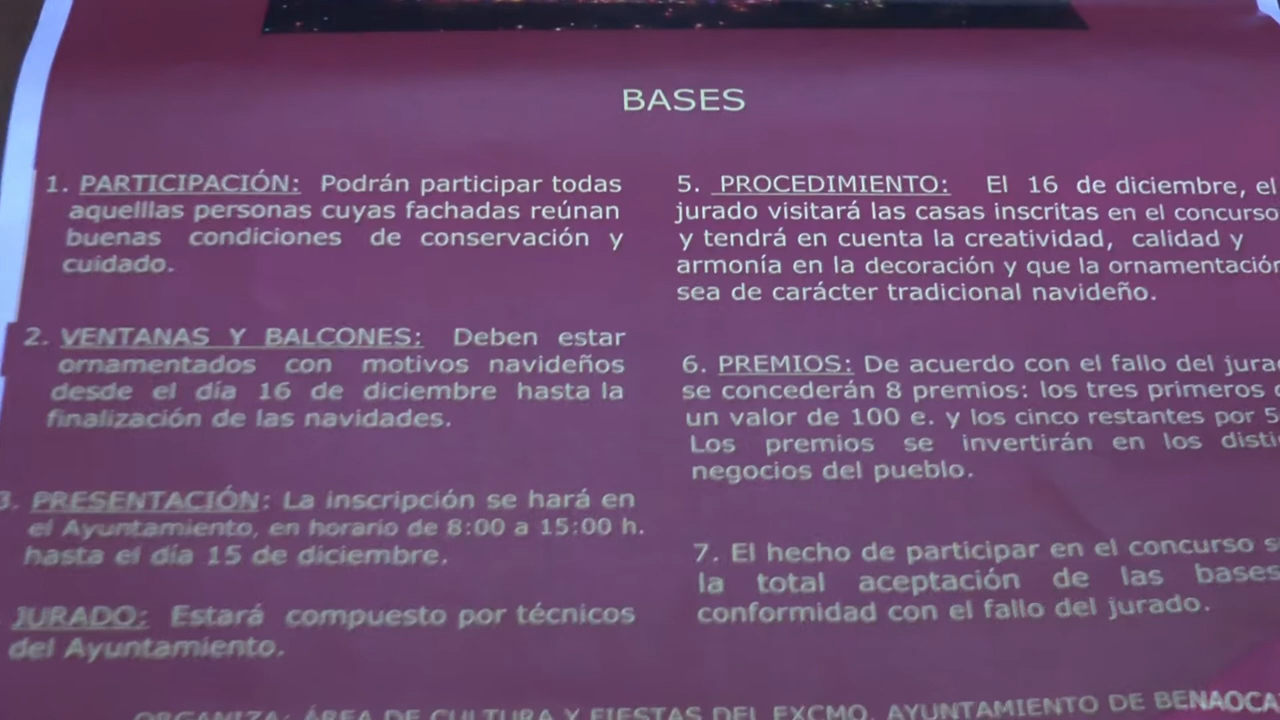 BASES
1. PARTICIPACIÓN: Podrán participar todas
aquelllas personas cuyas fachadas reúnan
buenas condiciones de conservación y
cuidado.
2. VENTANAS Y BALCONES: Deben estar
ornamentados con motivos navideños
desde el día 16 de diciembre hasta la
finalización de las navidades.
3. PRESENTACIÓN: La inscripción se hará en
el Ayuntamiento, en horario de 8:00 a 15:00 h.
hasta el día 15 de diciembre.
JURADO: Estará compuesto por técnicos
del Ayuntamiento.
5. PROCEDIMIENTO: El 16 de diciembre, el
jurado visitará las casas inscritas en el concurso
y tendrá en cuenta la creatividad, calidad y
armonía en la decoración y que la ornamentación
sea de carácter tradicional navideño.
6. PREMIOS: De acuerdo con el fallo del
se concederán 8 premios: los tres primeros
un valor de 100 e. y los cinco restantes por
Los premios se invertirán en los
negocios del pueblo.
7. El hecho de participar en el concurso
la total aceptación de las bases
conformidad con el fallo del jurado.
ORGANIZA: ÁREA DE CULTURA Y FIESTAS DEL EXCMO. AYUNTAMIENTO DE